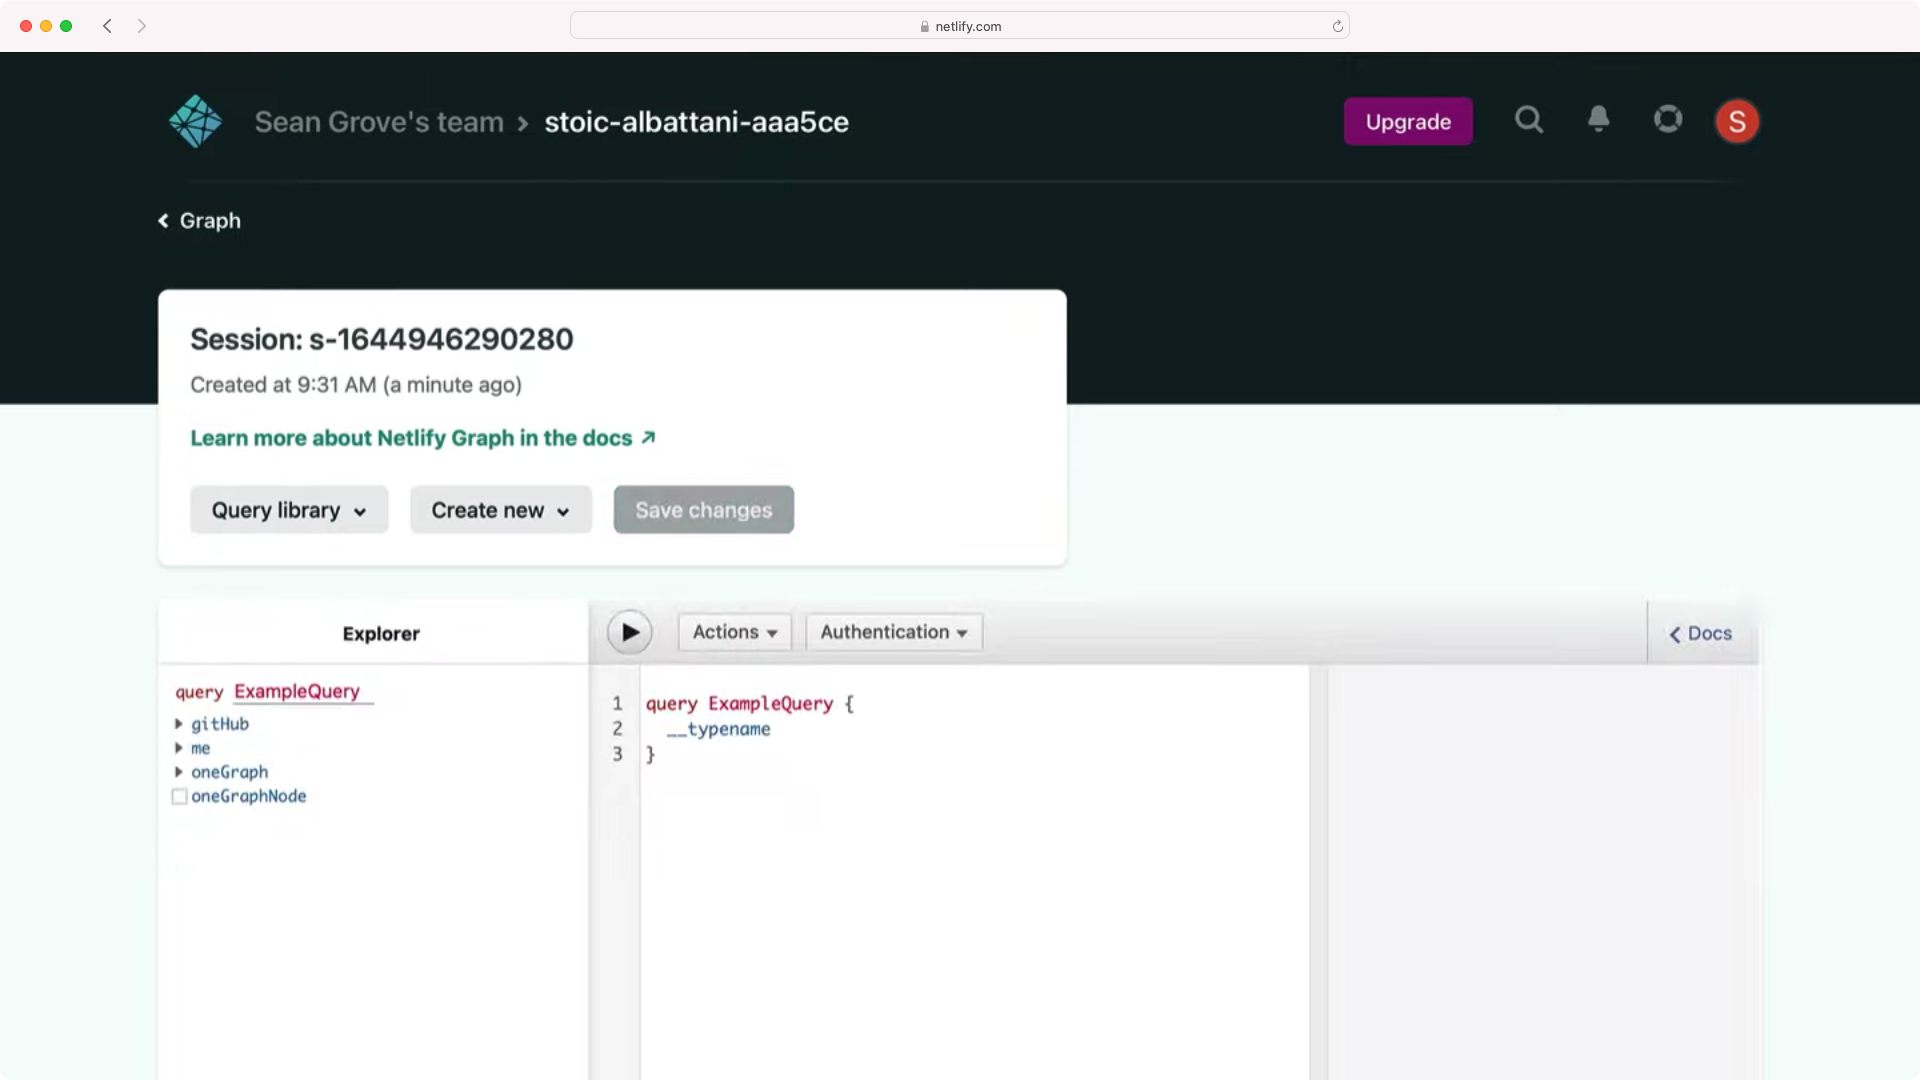 netlify.com
Sean Grove's team > stoic-albattani-aaa5ce
Upgrade
S
Graph
Session: s-1644946290280
Created at 9:31 AM (a minute ago)
Learn more about Netlify Graph in the docs ↗
Query library
Create new
Save changes
Explorer
Actions
Authentication
Docs
query ExampleQuery
gitHub
me
oneGraph
oneGraphNode
1 query ExampleQuery {
2 __typename
3 }